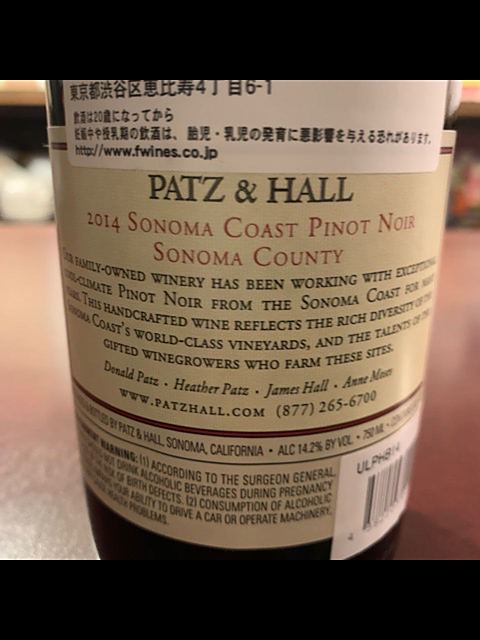 東京都渋谷区恵比寿4丁目6-1
飲酒は20歳になってから
妊娠中や授乳期の飲酒は、胎児・乳児の発育に悪影響を与える恐れがあります。
http://www.fwines.co.jp
PATZ & HALL
2014 SONOMA COAST PINOT NOIR
SONOMA COUNTY
OUR FAMILY-OWNED WINERY HAS BEEN WORKING WITH EXCEPTIONAL
COOL-CLIMATE PINOT NOIR FROM THE SONOMA COAST FOR MANY
YEARS. THIS HANDCRAFTED WINE REFLECTS THE RICH DIVERSITY OF THE
SONOMA COAST'S WORLD-CLASS VINEYARDS, AND THE TALENTS OF THE
GIFTED WINEGROWERS WHO FARM THESE SITES.
Donald Patz · Heather Patz · James Hall · Anne Moses
WWW.PATZHALL.COM (877) 265-6700
& BOTTLED BY PATZ & HALL, SONOMA, CALIFORNIA • ALC 14.2% BY VOL • 750 ML •
WARNING: (1) ACCORDING TO THE SURGEON GENERAL,
NOT DRINK ALCOHOLIC BEVERAGES DURING PREGNANCY
RISK OF BIRTH DEFECTS. (2) CONSUMPTION OF ALCOHOLIC
YOUR ABILITY TO DRIVE A CAR OR OPERATE MACHINERY,
HEALTH PROBLEMS.
ULPHB14
4